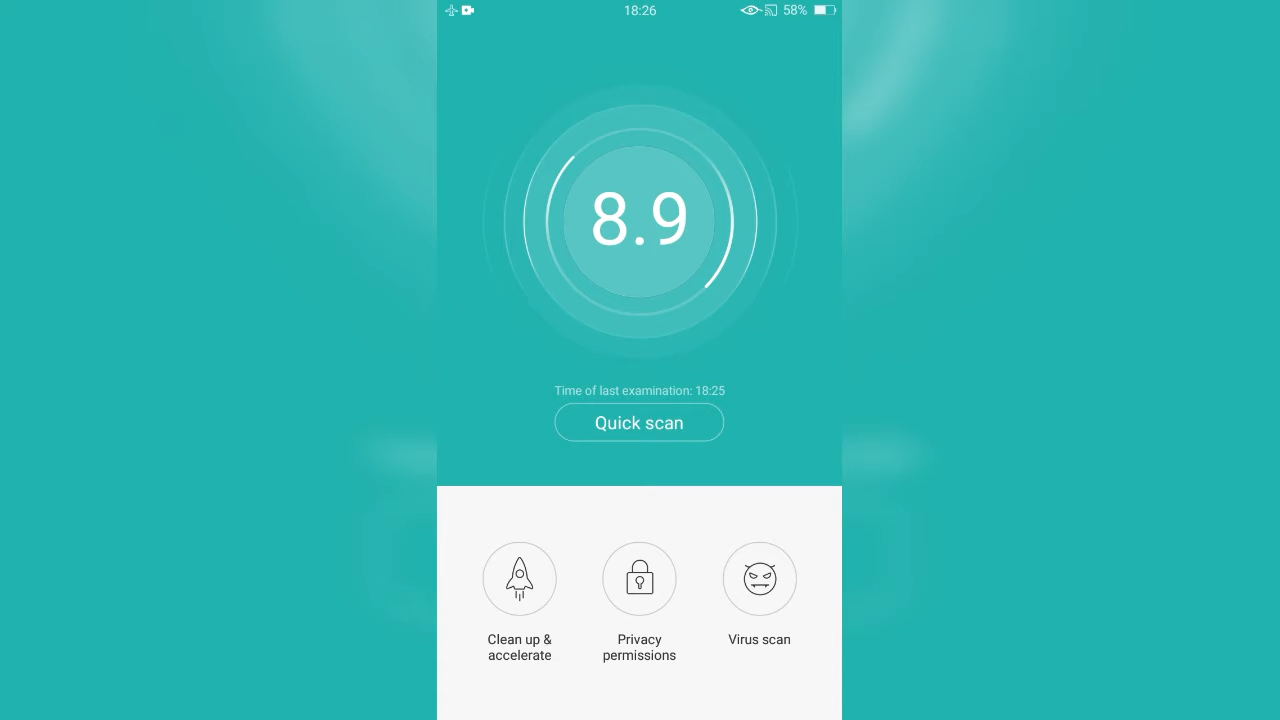 18:26
58%
8.9
Time of last examination: 18:25
Quick scan
Clean up &
accelerate
Privacy
permissions
Virus scan